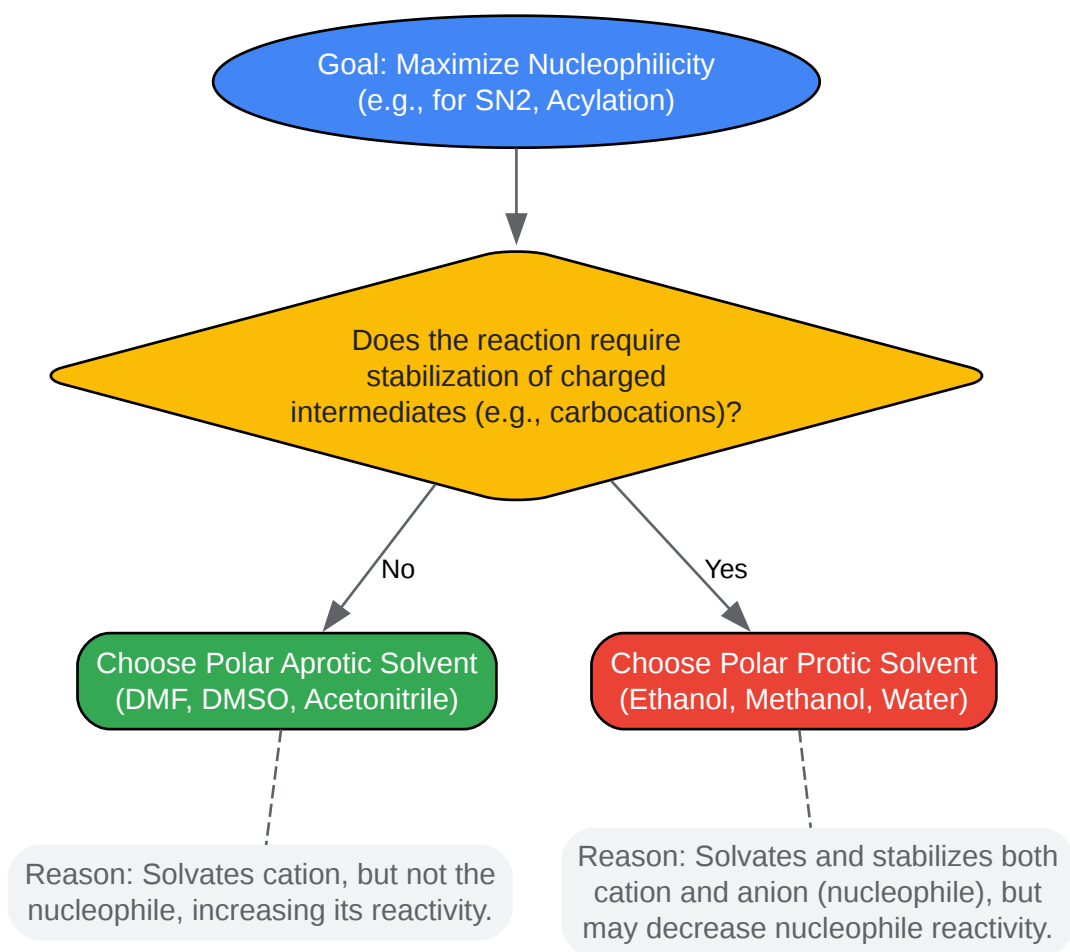 Goal: Maximize Nucleophilicity
(e.g., for SN2, Acylation)
Does the reaction require
stabilization of charged
intermediates (e.g., carbocations)?
No
Yes
Choose Polar Aprotic Solvent
(DMF, DMSO, Acetonitrile)
Choose Polar Protic Solvent
(Ethanol, Methanol, Water)
Reason: Solvates cation, but not the
nucleophile, increasing its reactivity.
Reason: Solvates and stabilizes both
cation and anion (nucleophile), but
may decrease nucleophile reactivity.